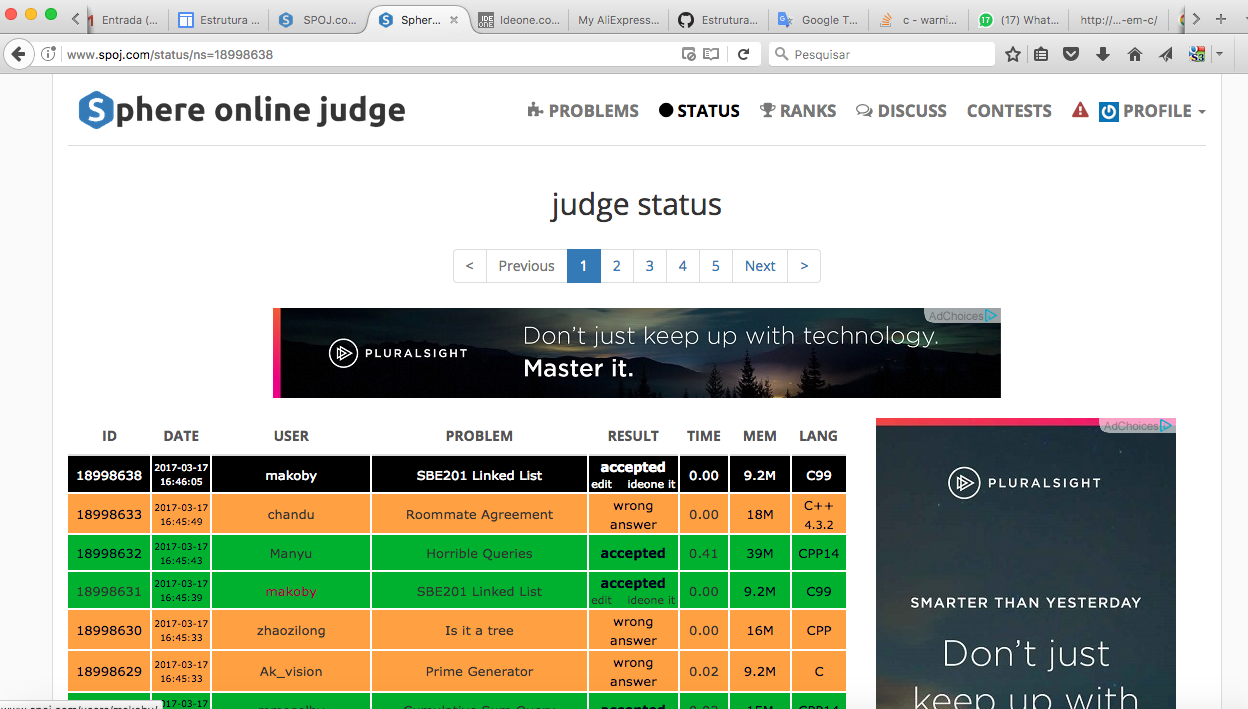 Entrada (...
Estrutura ...
SPOJ.co...
Spher...
IDE ONE
Ideone.co...
My AliExpress...
Estrutura...
Google T...
c - warni...
17
(17) What...
http://...-em-c/
www.spoj.com/status/ns=18998638
Pesquisar
Sphere online judge
PROBLEMS
STATUS
RANKS
DISCUSS
CONTESTS
PROFILE
judge status
< Previous 1 2 3 4 5 Next >
AdChoices
PLURALSIGHT
Don't just keep up with technology.
Master it.
ID DATE USER PROBLEM RESULT TIME MEM LANG
18998638 2017-03-17 16:46:05 makoby SBE201 Linked List accepted edit ideone it 0.00 9.2M C99
18998633 2017-03-17 16:45:49 chandu Roommate Agreement wrong answer 0.00 18M C++ 4.3.2
18998632 2017-03-17 16:45:43 Manyu Horrible Queries accepted 0.41 39M CPP14
18998631 2017-03-17 16:45:39 makoby SBE201 Linked List accepted edit ideone it 0.00 9.2M C99
18998630 2017-03-17 16:45:33 zhaozilong Is it a tree wrong answer 0.00 16M CPP
18998629 2017-03-17 16:45:33 Ak_vision Prime Generator wrong answer 0.02 9.2M C
2017-03-17
AdChoices
PLURALSIGHT
SMARTER THAN YESTERDAY
Don't just
keep up with